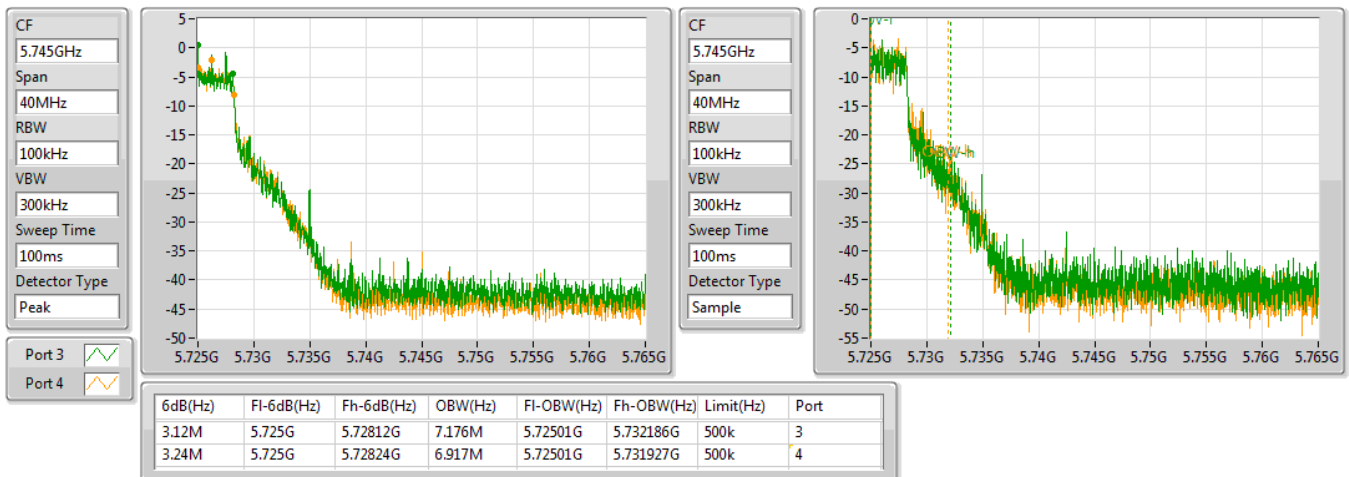 CF
5.745GHz
Span
40MHz
RBW
100kHz
VBW
300kHz
Sweep Time
100ms
Detector Type
Peak
Port 3
Port 4
5
0
-5
-10
-15
-20
-25
-30
-35
-40
-45
-50
5.725G 5.73G 5.735G 5.74G 5.745G 5.75G 5.755G 5.76G 5.765G
CF
5.745GHz
Span
40MHz
RBW
100kHz
VBW
300kHz
Sweep Time
100ms
Detector Type
Sample
0
-5
-10
-15
-20
-25
-30
-35
-40
-45
-50
-55
5.725G 5.73G 5.735G 5.74G 5.745G 5.75G 5.755G 5.76G 5.765G
6dB(Hz) Fl-6dB(Hz) Fh-6dB(Hz) OBW(Hz) Fl-OBW(Hz) Fh-OBW(Hz) Limit(Hz) Port
3.12M 5.725G 5.72812G 7.176M 5.72501G 5.732186G 500k 3
3.24M 5.725G 5.72824G 6.917M 5.72501G 5.731927G 500k 4